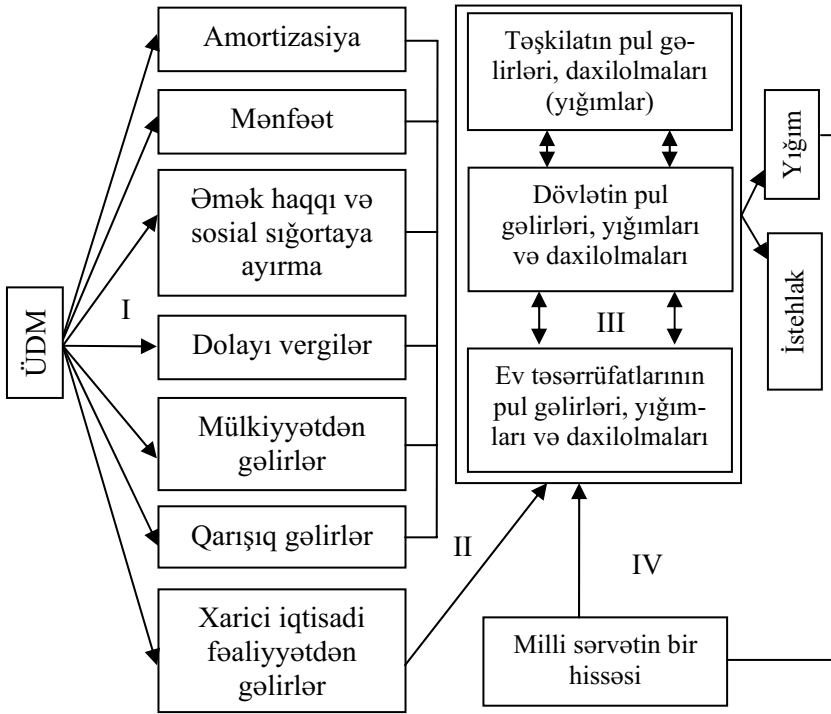 ÜDM
I
Amortizasiya
Mənfəət
Əmək haqqı və
sosial sığortaya
ayırma
Dolayı vergilər
Mülkiyyətdən
gəlirlər
Qarışıq gəlirlər
Xarici iqtisadi
fəaliyyətdən
gəlirlər
II
Təşkilatın pul gə-
lirləri, daxilolmaları
(yığımlar)
Dövlətin pul
gəlirləri, yığımları
və daxilolmaları
III
Ev təsərrüfatlarının
pul gəlirləri, yığım-
ları və daxilolmaları
IV
Milli sərvətin bir
hissəsi
Yığım
İstehlak